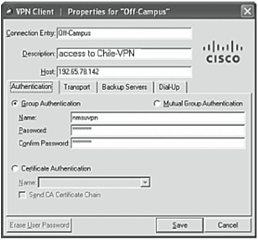 VPN Client | Properties for "Off-Campus"
Connection Entry: Off-Campus
Description: access to Chile-VPN
Host: 192.65.78.142
CISCO
Authentication Transport Backup Servers Dial-Up
Group Authentication Mutual Group Authentication
Name: nmsuvpn
Password: ********
Confirm Password: ********
Certificate Authentication
Name:
Send CA Certificate Chain
Erase User Password Save Cancel